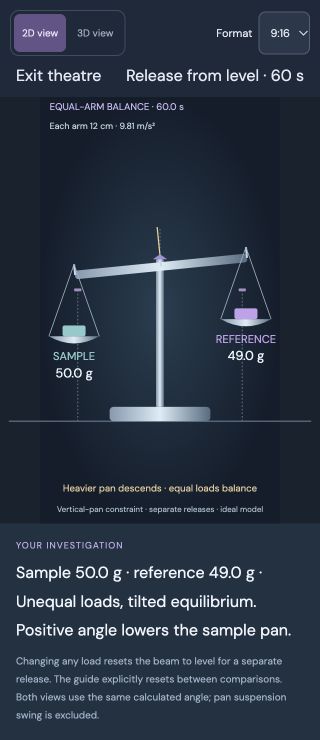 2D view 3D view Format 9:16
Exit theatre Release from level · 60 s
EQUAL-ARM BALANCE · 60.0 s
Each arm 12 cm · 9.81 m/s²
REFERENCE
49.0 g
SAMPLE
50.0 g
Heavier pan descends · equal loads balance
Vertical-pan constraint · separate releases · ideal model
YOUR INVESTIGATION
Sample 50.0 g · reference 49.0 g ·
Unequal loads, tilted equilibrium.
Positive angle lowers the sample pan.
Changing any load resets the beam to level for a separate
release. The guide explicitly resets between comparisons.
Both views use the same calculated angle; pan suspension
swing is excluded.